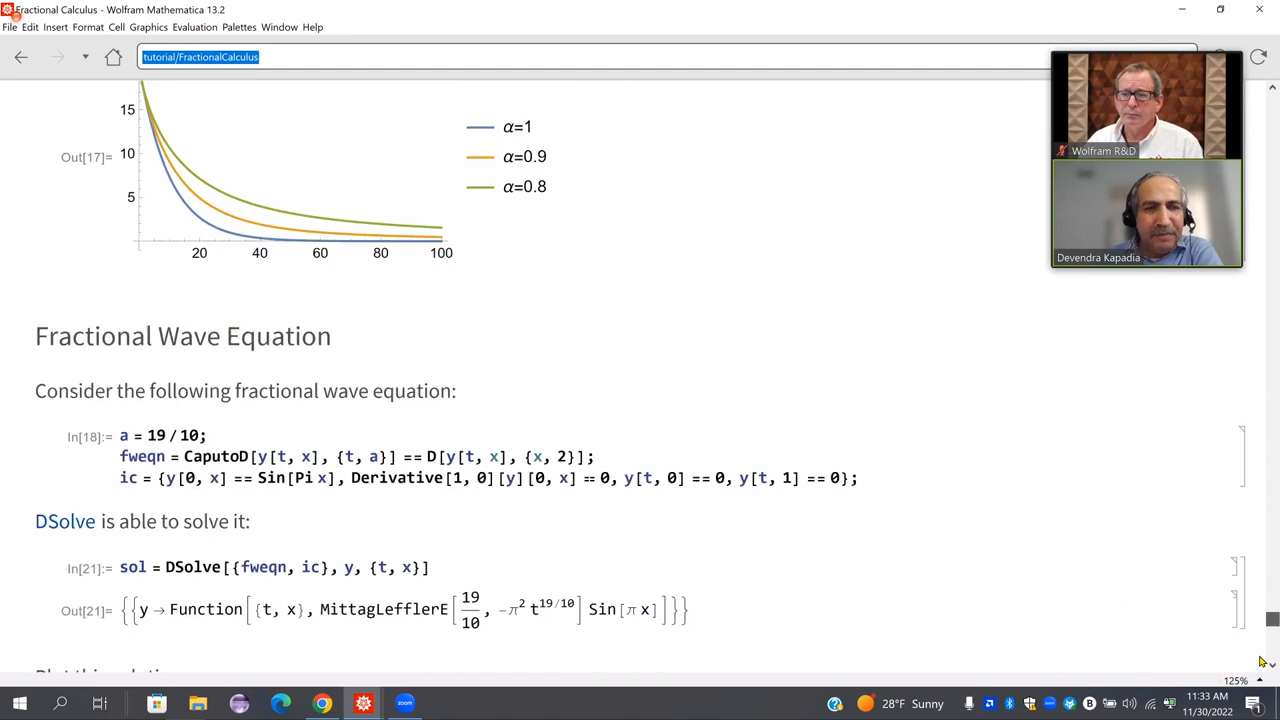 Fractional Calculus - Wolfram Mathematica 13.2
File Edit Insert Format Cell Graphics Evaluation Palettes Window Help
tutorial/FractionalCalculus
Wolfram R&D
Devendra Kapadia
15
10
5
20 40 60 80 100
Out[17]=
α=1
α=0.9
α=0.8
Fractional Wave Equation
Consider the following fractional wave equation:
In[18]:= a = 19 / 10;
fweqn = CaputoD[y[t, x], {t, a}] == D[y[t, x], {x, 2}];
ic = {y[0, x] == Sin[Pi x], Derivative[1, 0][y][0, x] == 0, y[t, 0] == 0, y[t, 1] == 0};
DSolve is able to solve it:
In[21]:= sol = DSolve[{fweqn, ic}, y, {t, x}]
Out[21]= {{y → Function[{t, x}, MittagLefflerE[19/10, -π² t^19/10] Sin[π x]]}}
125%
28°F Sunny
11:33 AM
11/30/2022